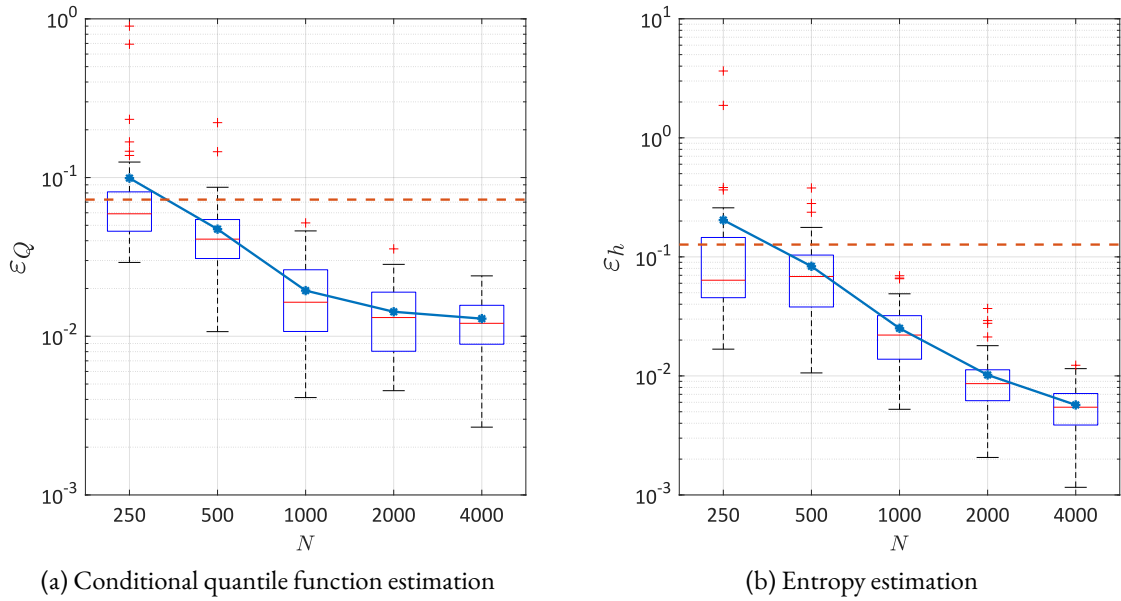 10^0
10^-1
10^-2
10^-3
ε_Q
250 500 1000 2000 4000
N
(a) Conditional quantile function estimation
10^1
10^0
10^-1
10^-2
10^-3
ε_h
250 500 1000 2000 4000
N
(b) Entropy estimation